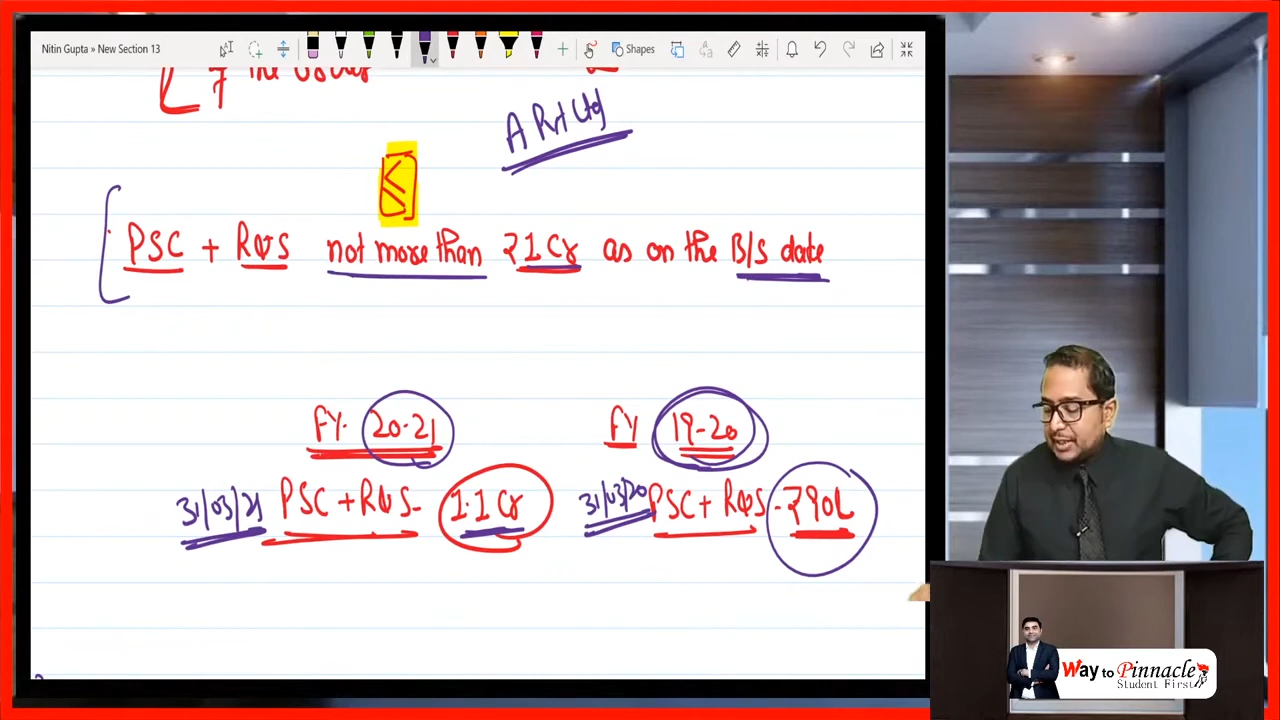 Nitin Gupta » New Section 13
Shapes
A Pvt Ltd
≤
PSC + R&S not more than ₹1 Cr as on the B/S date
FY. 20-21
FY 19-20
31/03/21 PSC + R&S - 1.1 Cr
31/03/20 PSC + R&S - ₹90L
Way to Pinnacle
Student First